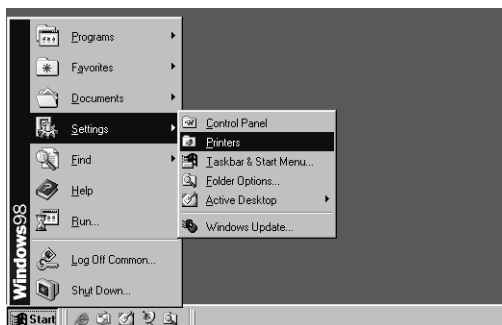 Programs
Favorites
Documents
Settings
Find
Help
Run...
Log Off Common...
Shut Down...
Control Panel
Printers
Taskbar & Start Menu...
Folder Options...
Active Desktop
Windows Update...
Windows98
Start